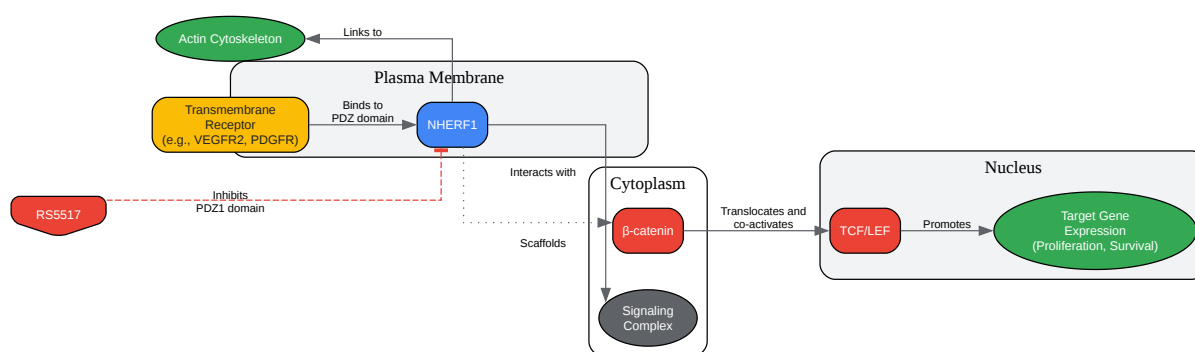 Actin Cytoskeleton
Links to
Plasma Membrane
Transmembrane
Receptor
(e.g., VEGFR2, PDGFR)
Binds to
PDZ domain
NHERF1
Interacts with
Cytoplasm
Nucleus
RS5517
Inhibits
PDZ1 domain
Scaffolds
β-catenin
Translocates and
co-activates
TCF/LEF
Promotes
Target Gene
Expression
(Proliferation, Survival)
Signaling
Complex